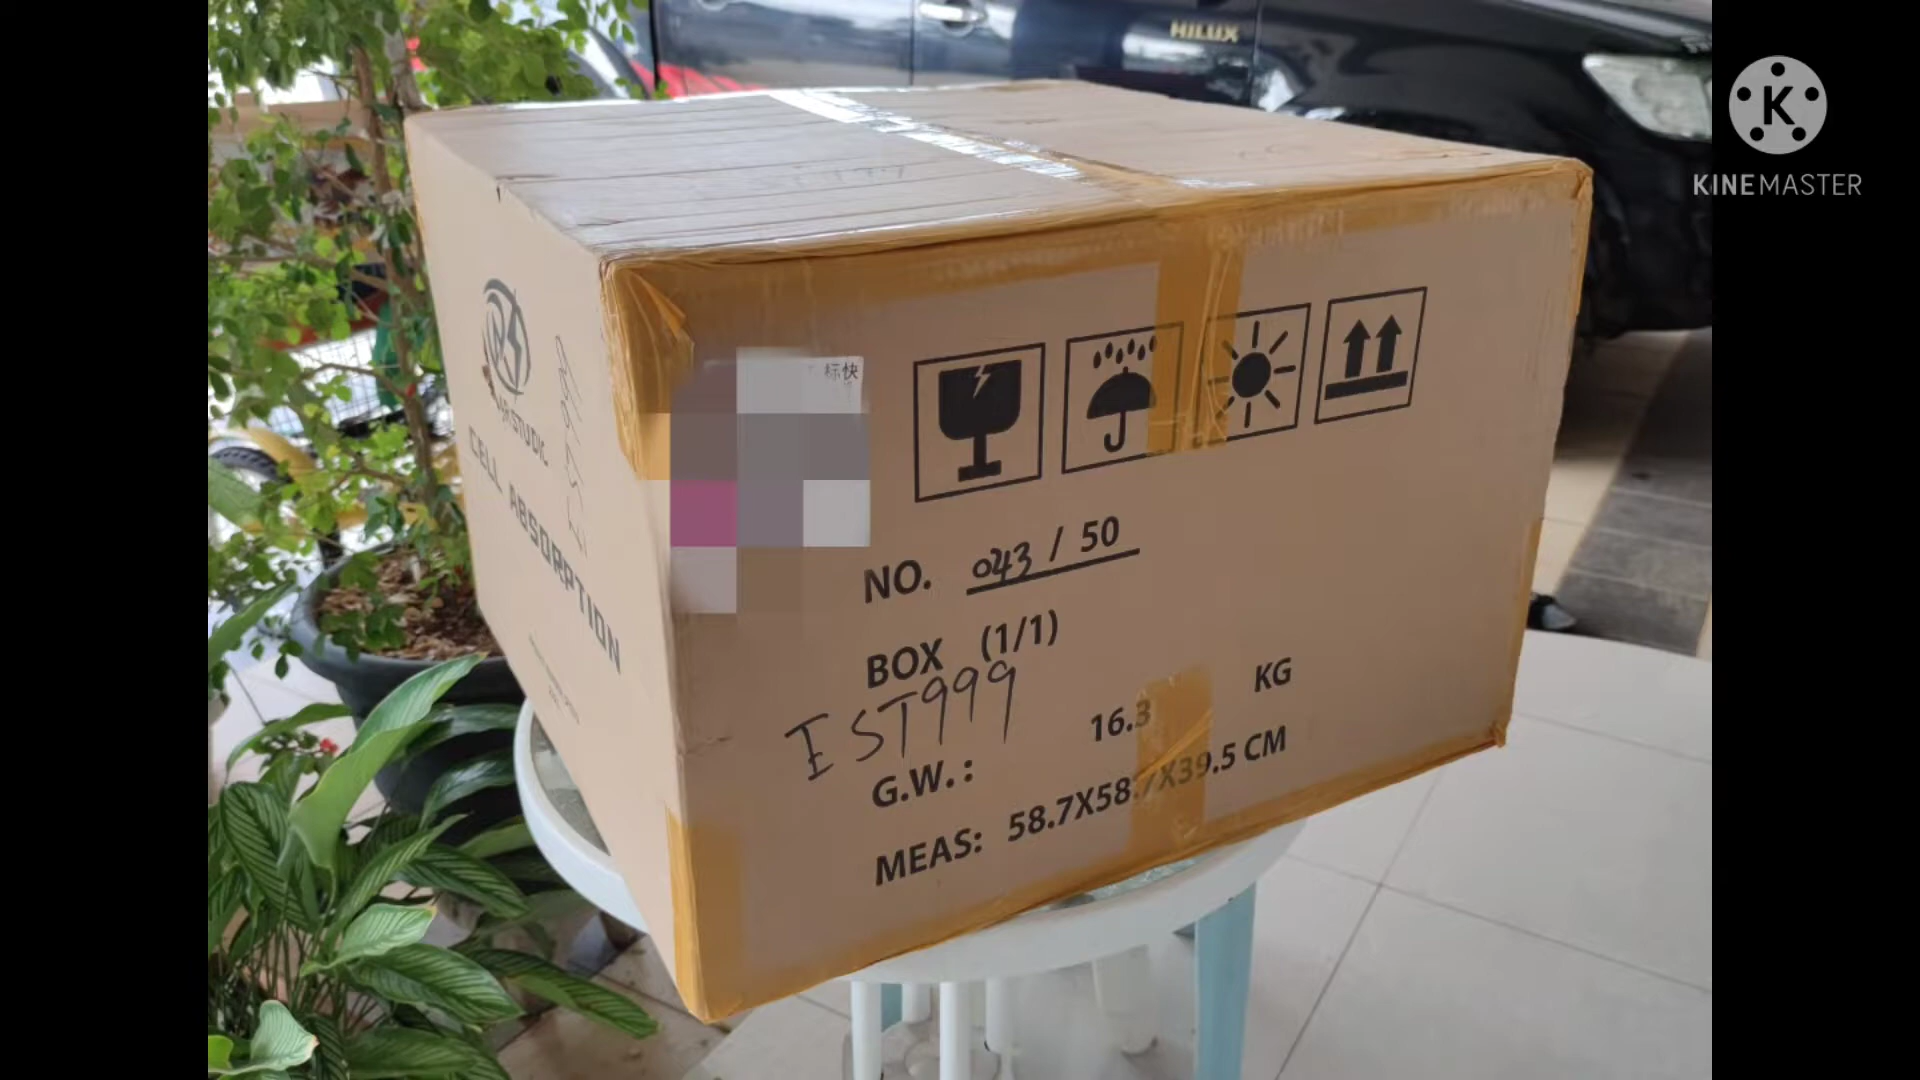 HILUX
K
KINEMASTER
标快
STUDIO
CELL ABSORPTION
NO. 043 / 50
BOX (1/1)
EST999
G.W.: 16.3 KG
MEAS: 58.7X58.7X39.5 CM